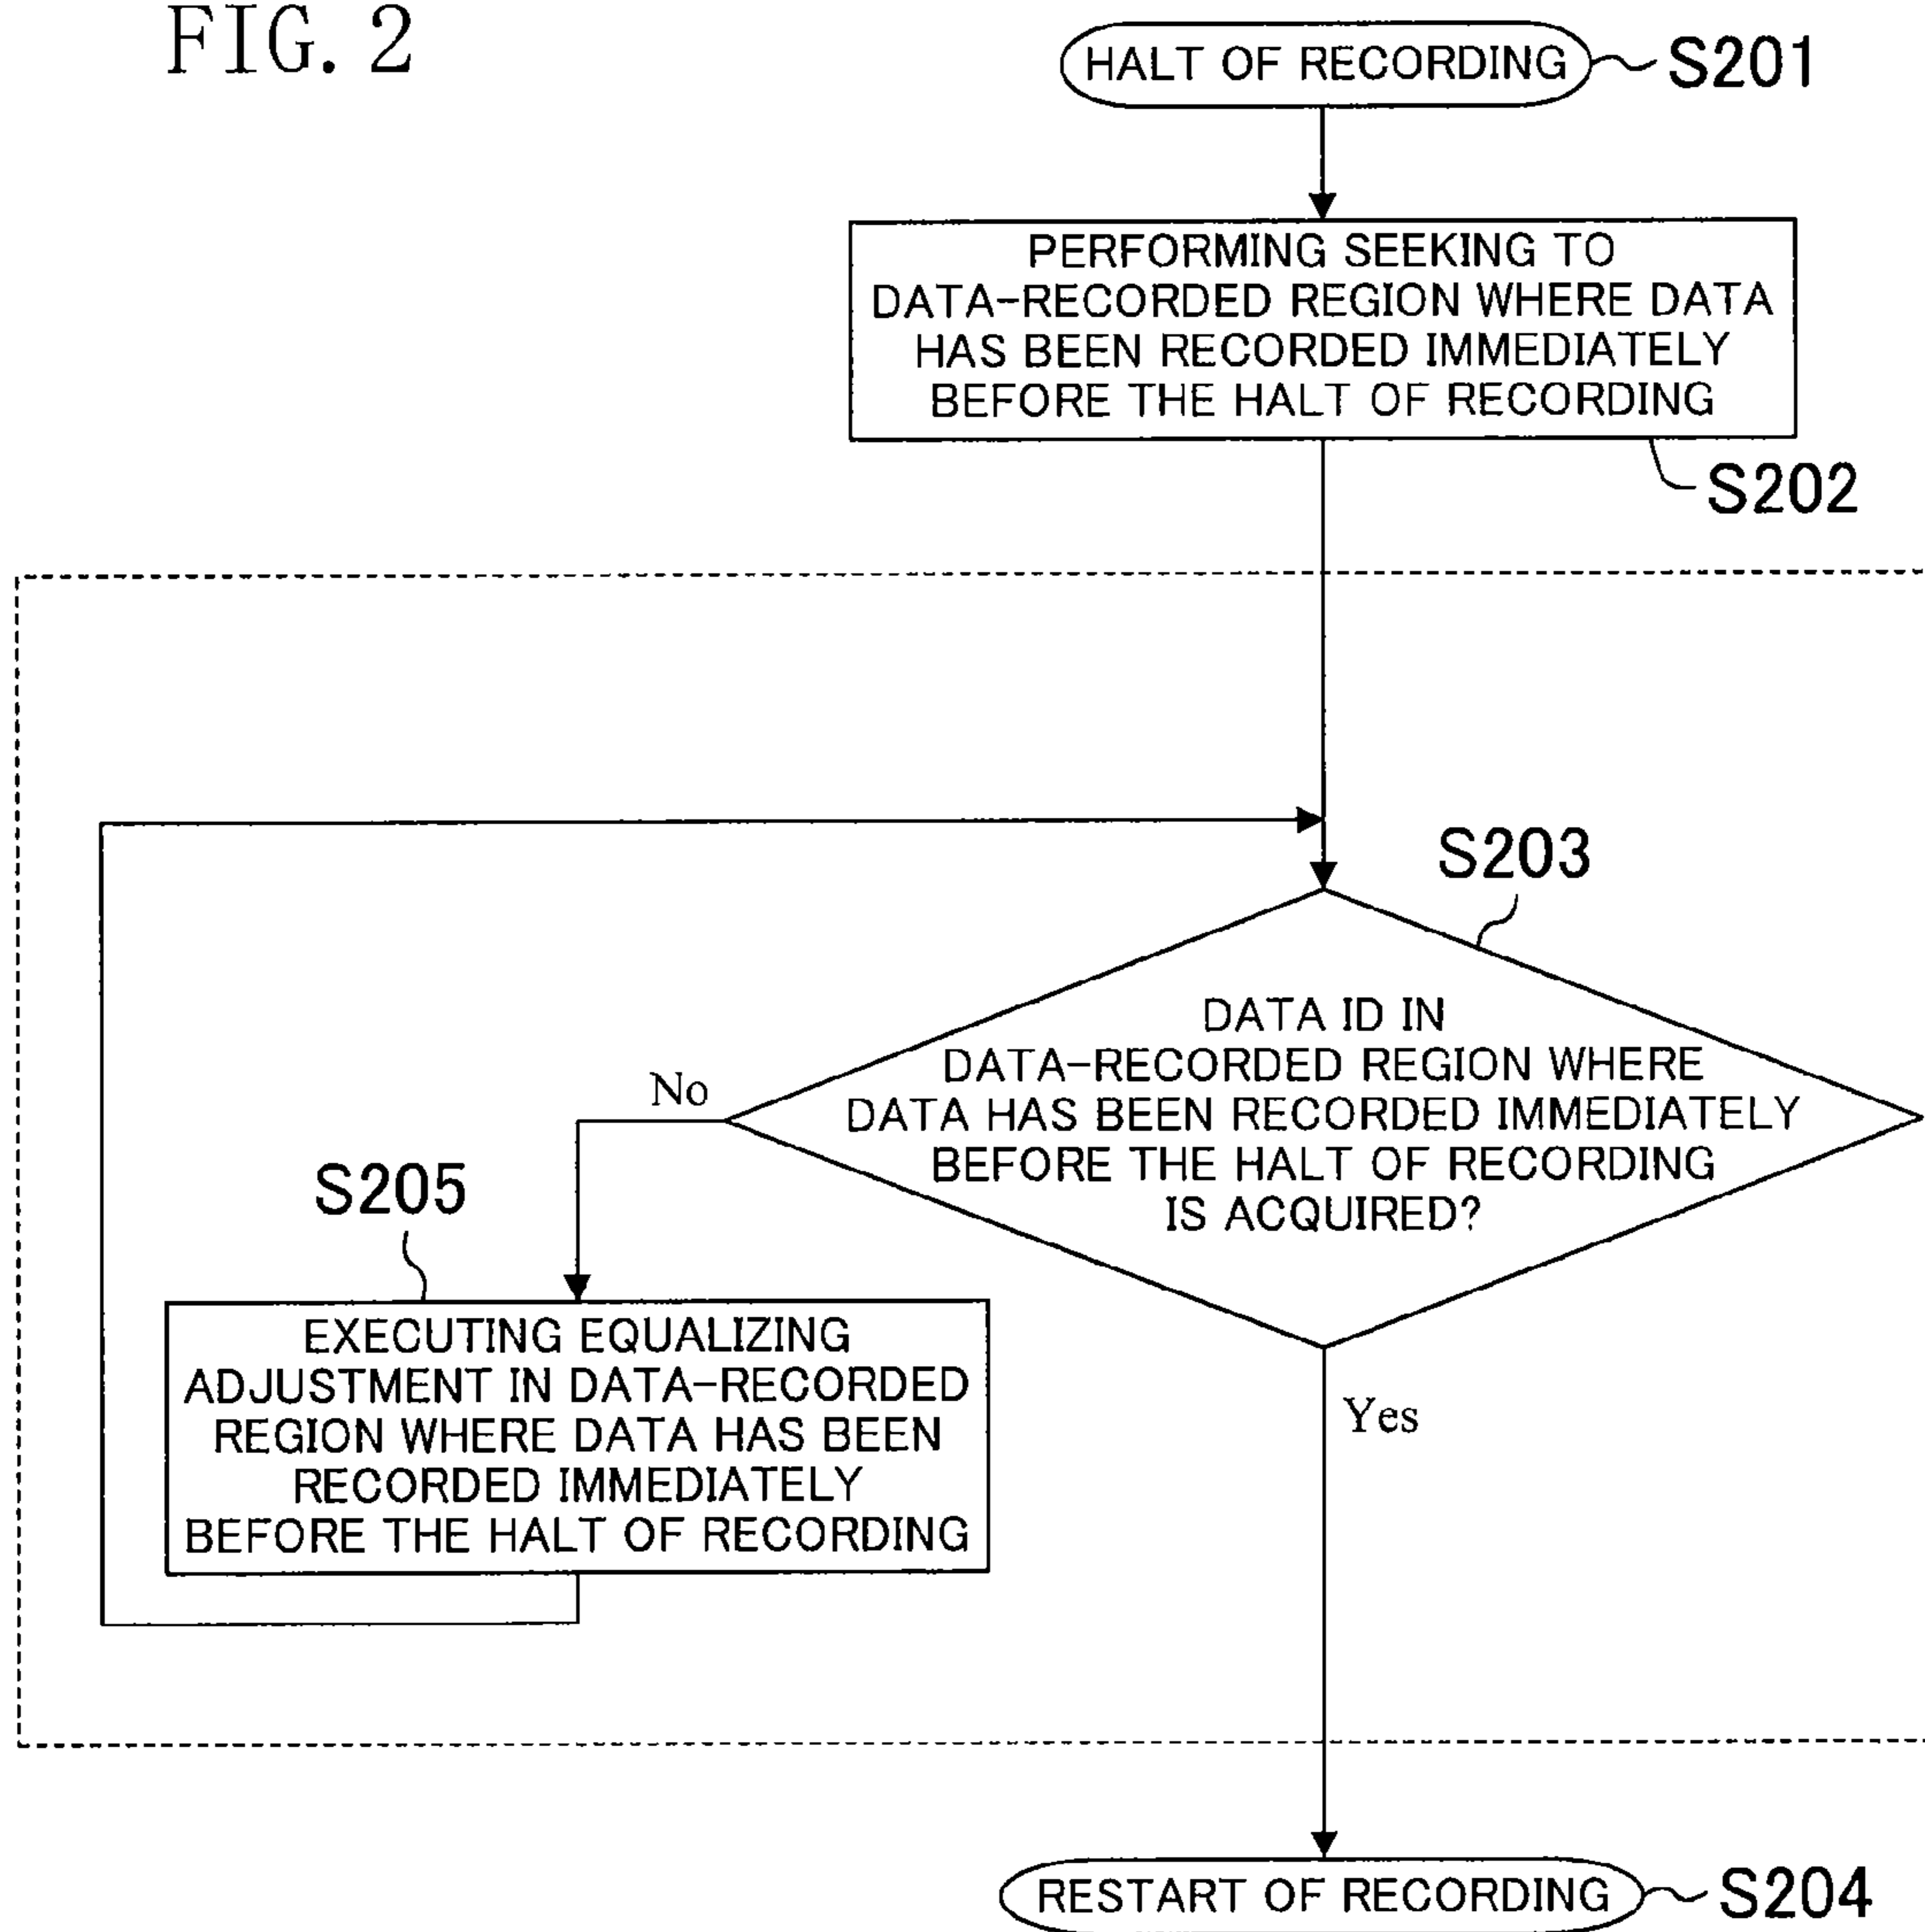 FIG. 2
HALT OF RECORDING
S201
PERFORMING SEEKING TO
DATA-RECORDED REGION WHERE DATA
HAS BEEN RECORDED IMMEDIATELY
BEFORE THE HALT OF RECORDING
S202
S203
DATA ID IN
DATA-RECORDED REGION WHERE
DATA HAS BEEN RECORDED IMMEDIATELY
BEFORE THE HALT OF RECORDING
IS ACQUIRED?
No
Yes
S205
EXECUTING EQUALIZING
ADJUSTMENT IN DATA-RECORDED
REGION WHERE DATA HAS BEEN
RECORDED IMMEDIATELY
BEFORE THE HALT OF RECORDING
RESTART OF RECORDING
S204